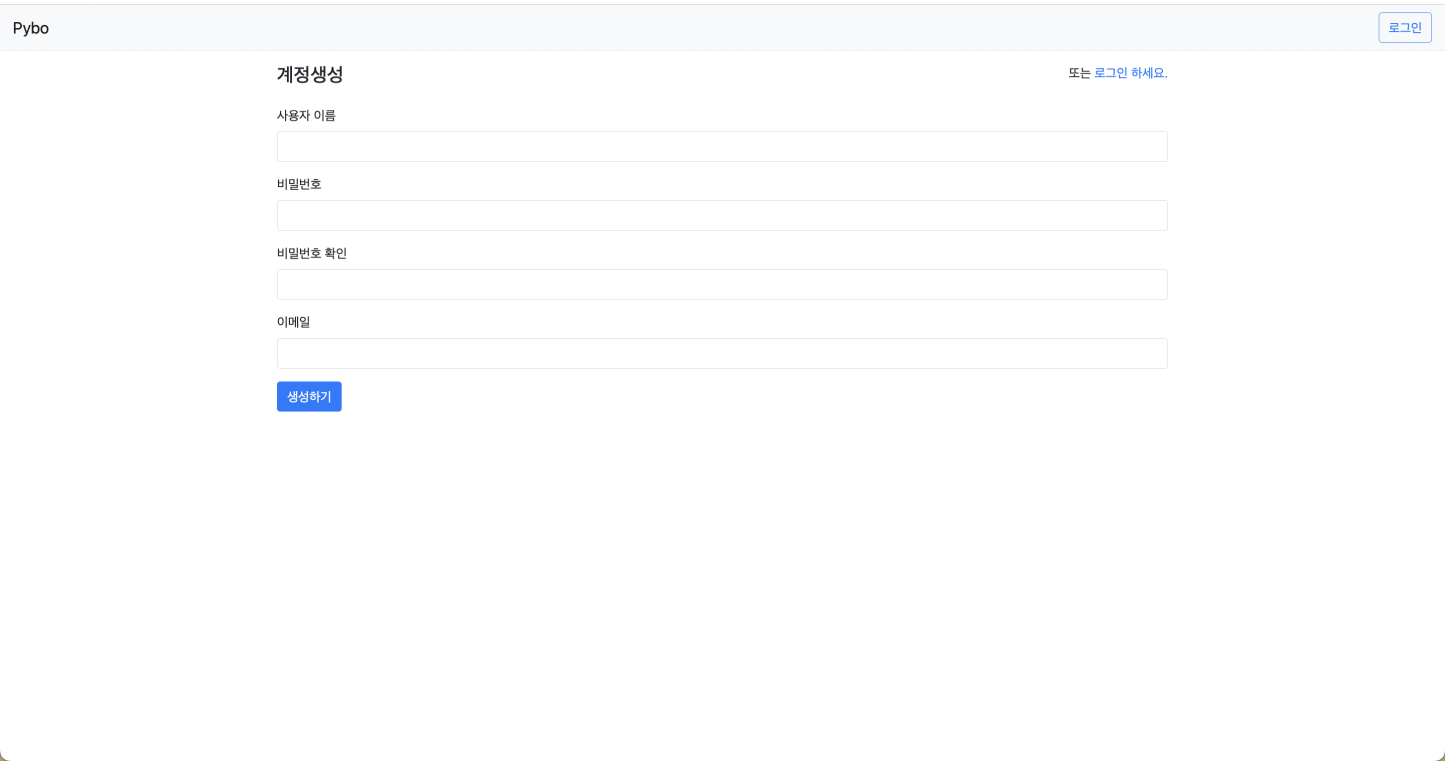 Pybo
로그인
계정생성
또는 로그인 하세요.
사용자 이름
비밀번호
비밀번호 확인
이메일
생성하기